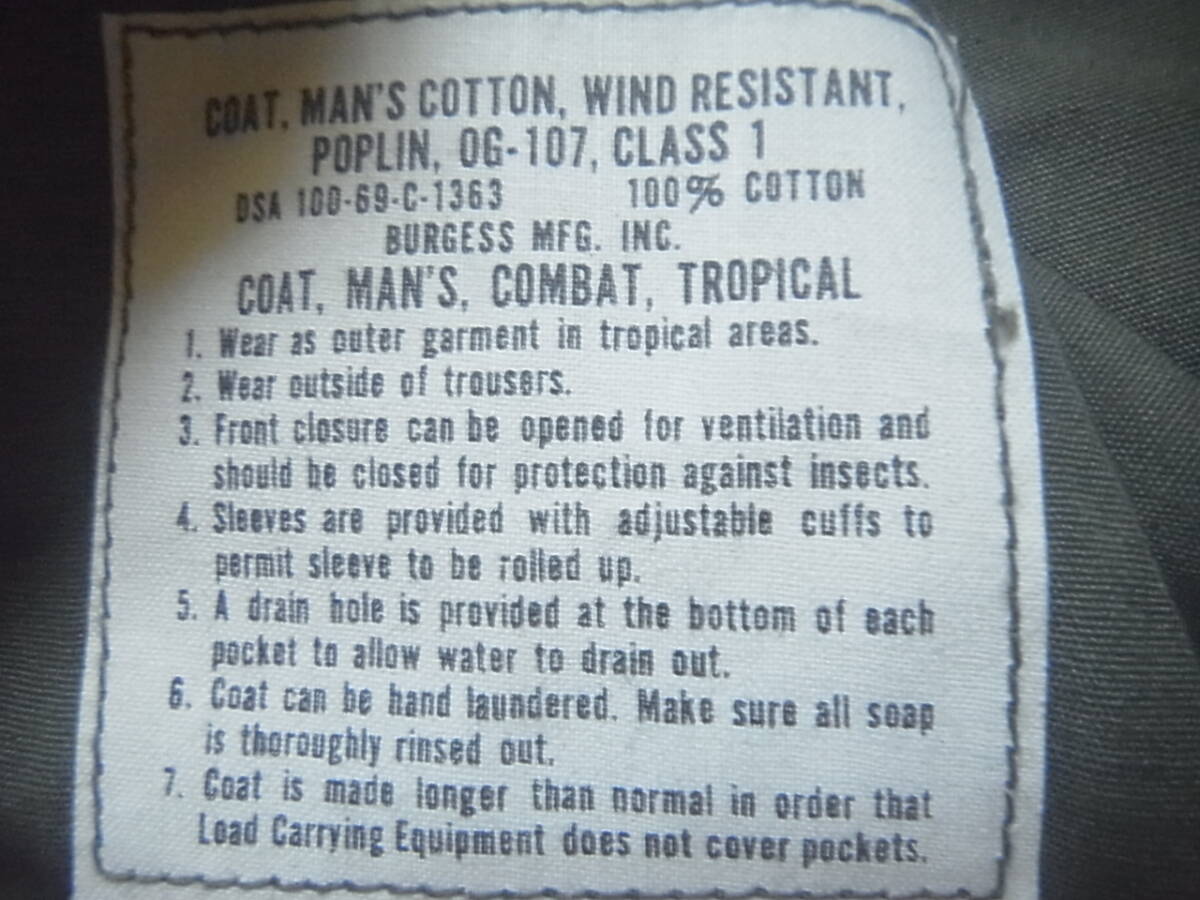 COAT, MAN'S COTTON, WIND RESISTANT,
POPLIN, OG-107, CLASS 1
DSA 100-69-C-1363 100% COTTON
BURGESS MFG. INC.
COAT, MAN'S, COMBAT, TROPICAL
1. Wear as outer garment in tropical areas.
2. Wear outside of trousers.
3. Front closure can be opened for ventilation and
should be closed for protection against insects.
4. Sleeves are provided with adjustable cuffs to
permit sleeve to be rolled up.
5. A drain hole is provided at the bottom of each
pocket to allow water to drain out.
6. Coat can be hand laundered. Make sure all soap
is thoroughly rinsed out.
7. Coat is made longer than normal in order that
Load Carrying Equipment does not cover pockets.